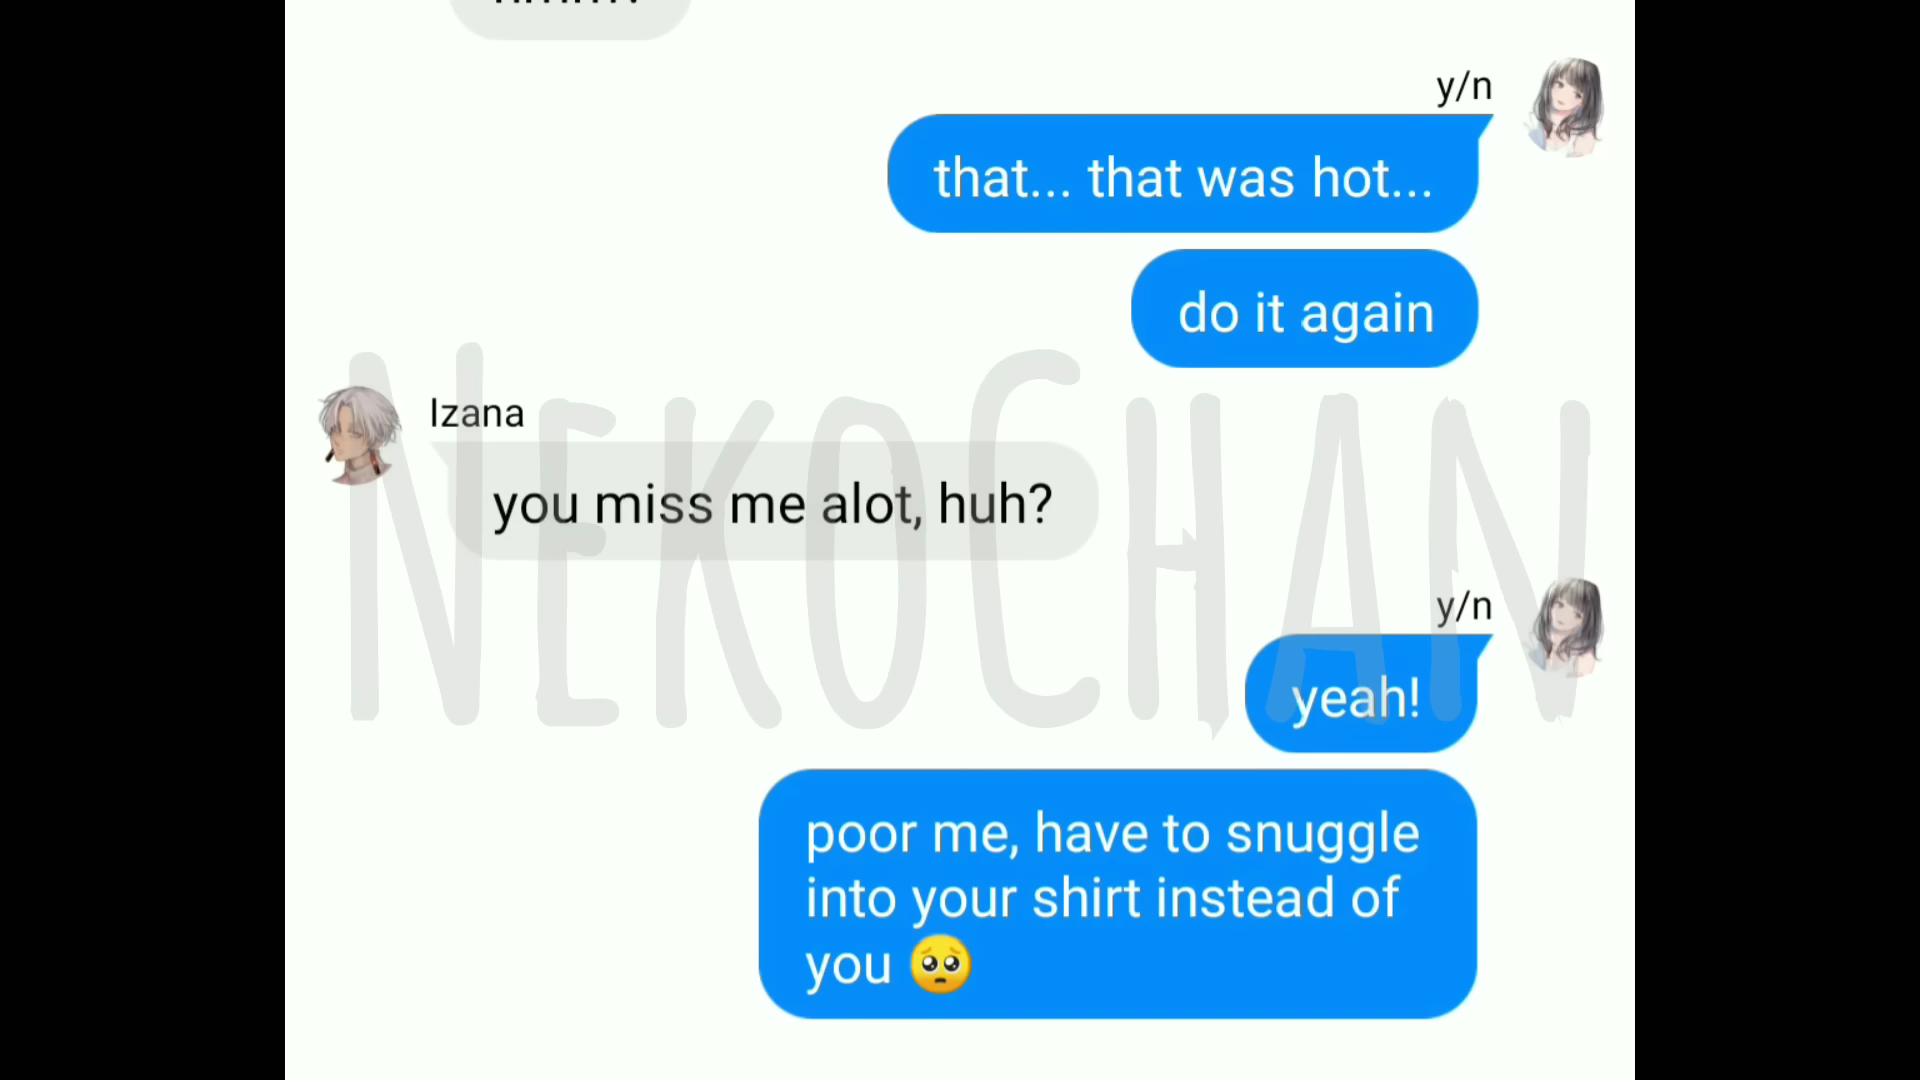 y/n
that... that was hot...
do it again
Izana
you miss me alot, huh?
y/n
yeah!
poor me, have to snuggle
into your shirt instead of
you 🥺
NEKOCHAN